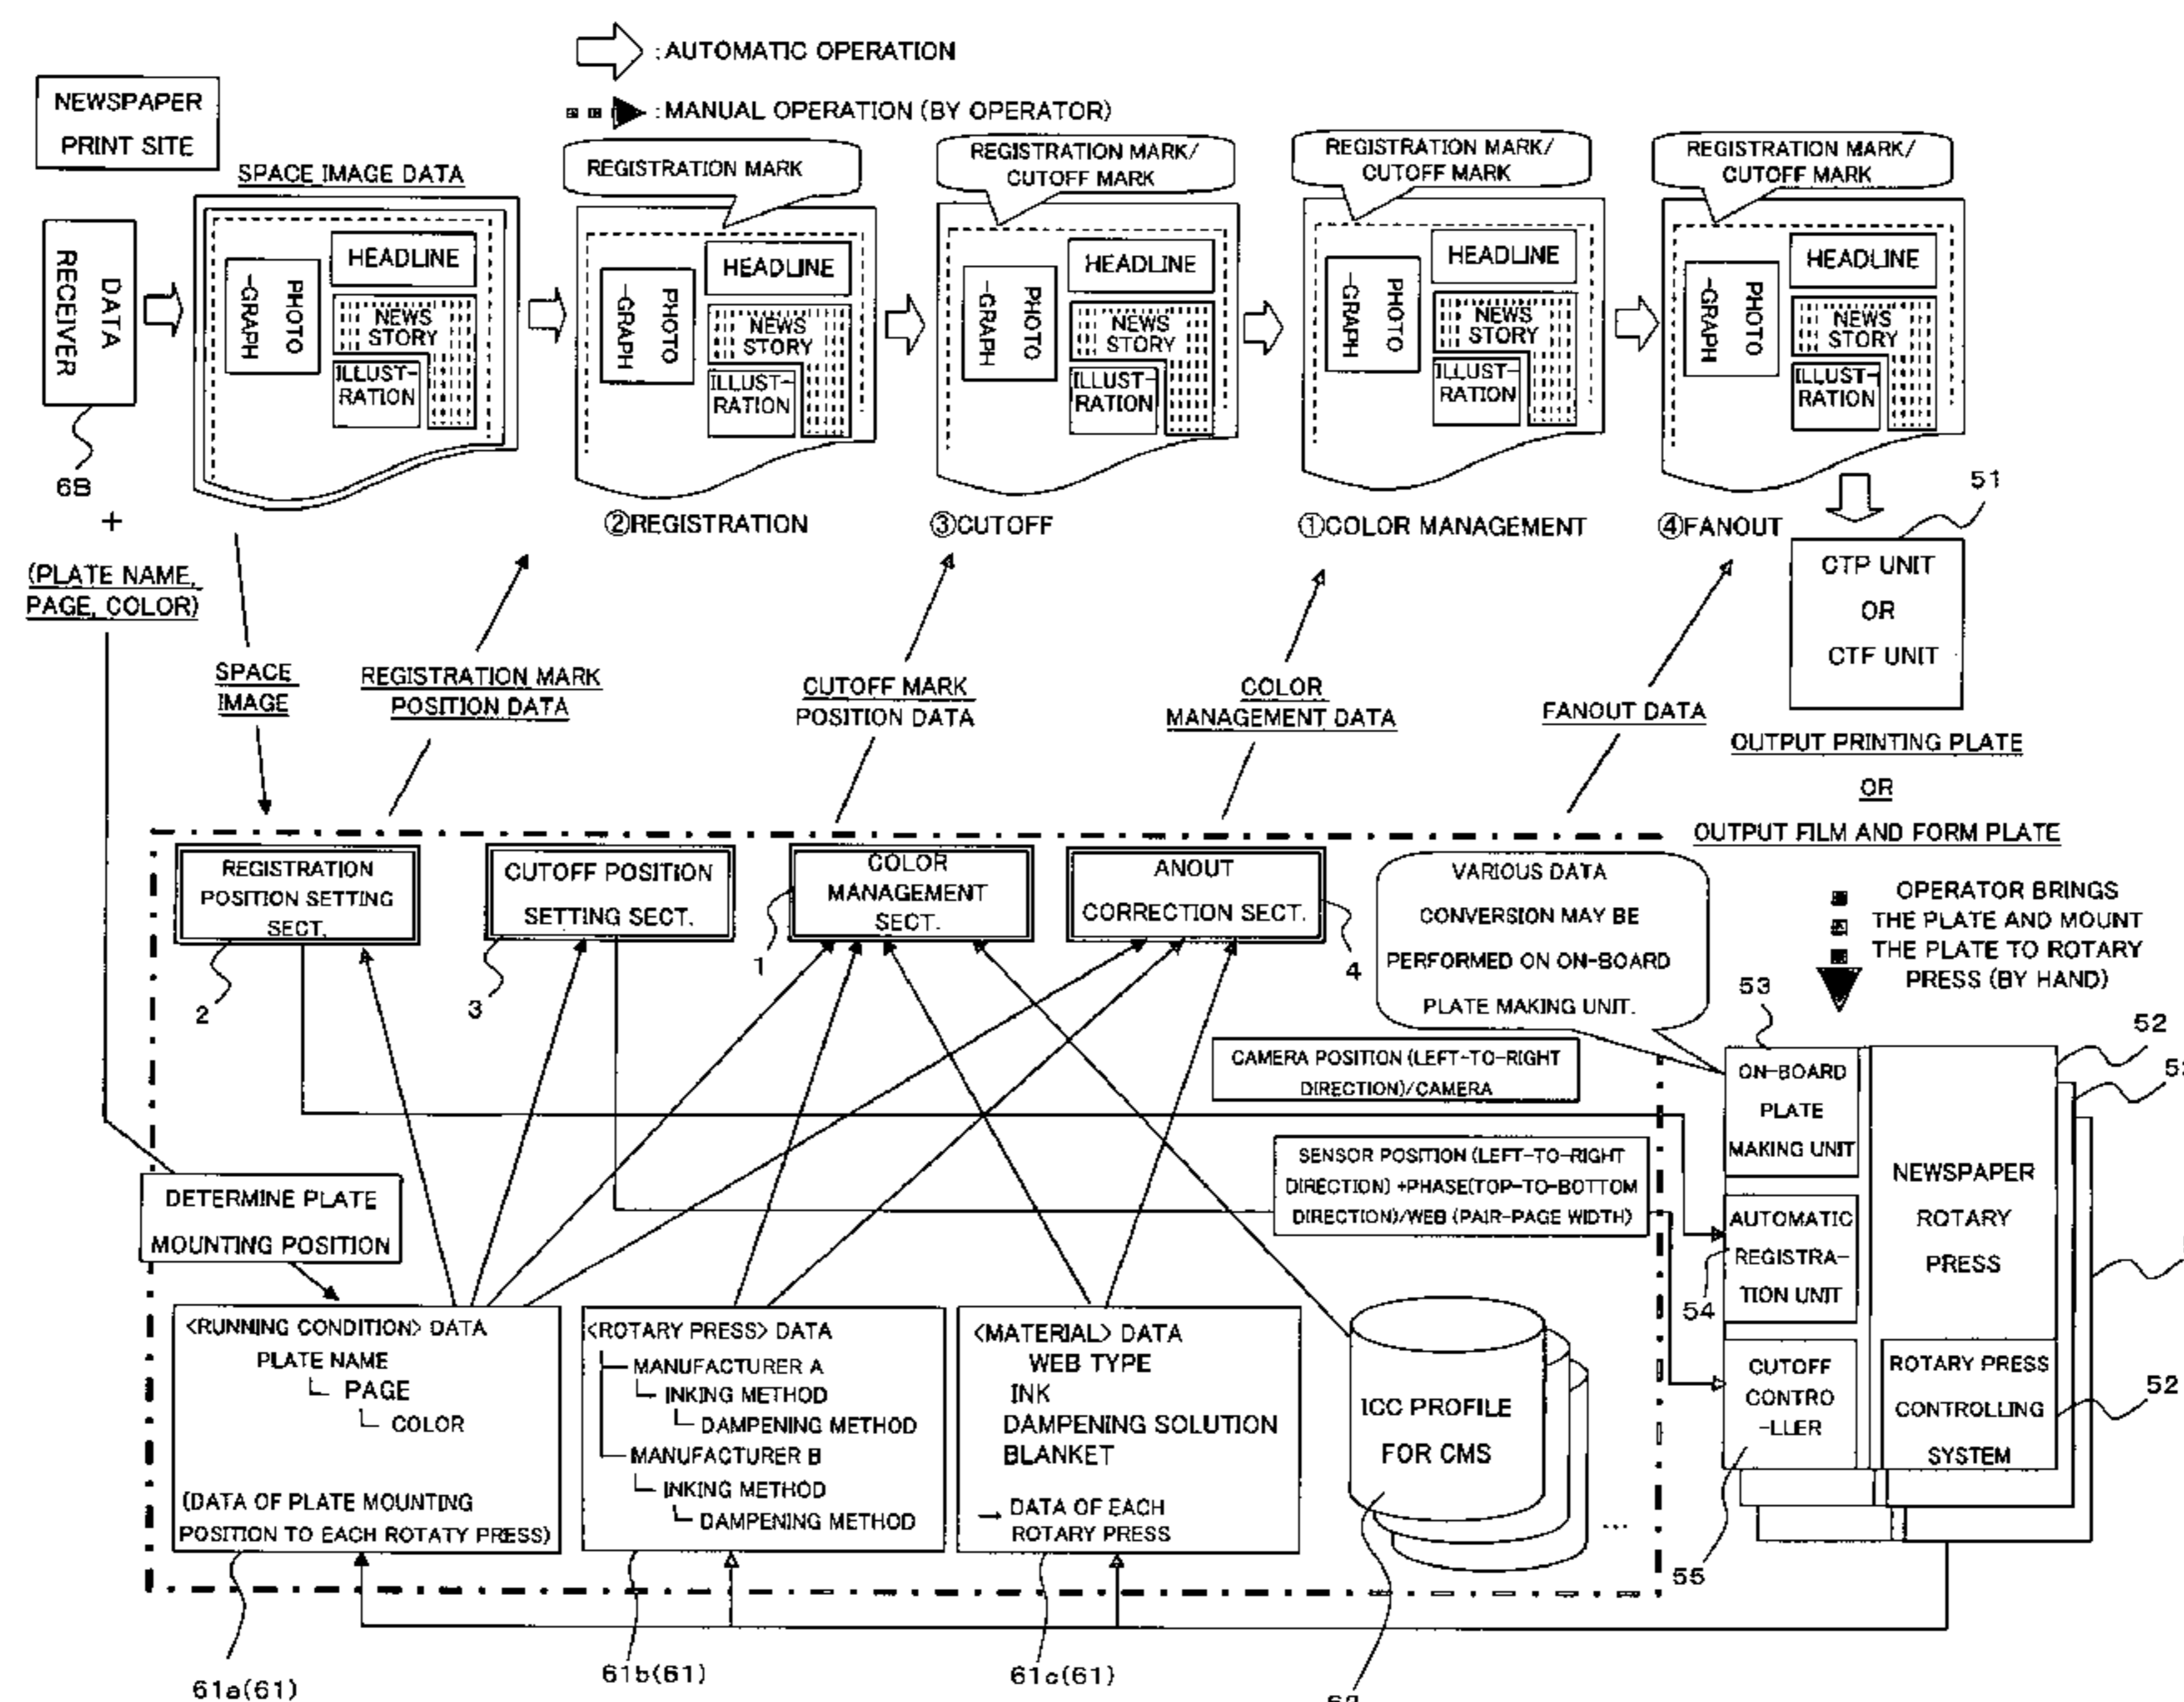 : AUTOMATIC OPERATION
: MANUAL OPERATION (BY OPERATOR)
NEWSPAPER
PRINT SITE
SPACE IMAGE DATA
REGISTRATION MARK
REGISTRATION MARK/
CUTOFF MARK
REGISTRATION MARK/
CUTOFF MARK
REGISTRATION MARK/
CUTOFF MARK
DATA
RECEIVER
6B
+
(PLATE NAME,
PAGE, COLOR)
HEADLINE
PHOTO
-GRAPH
NEWS
STORY
ILLUST-
RATION
HEADLINE
PHOTO
-GRAPH
NEWS
STORY
ILLUST-
RATION
HEADLINE
PHOTO
-GRAPH
NEWS
STORY
ILLUST-
RATION
HEADLINE
PHOTO
-GRAPH
NEWS
STORY
ILLUST-
RATION
HEADLINE
PHOTO
-GRAPH
NEWS
STORY
ILLUST-
RATION
②REGISTRATION
③CUTOFF
①COLOR MANAGEMENT
④FANOUT
51
CTP UNIT
OR
CTF UNIT
SPACE
IMAGE
REGISTRATION MARK
POSITION DATA
CUTOFF MARK
POSITION DATA
COLOR
MANAGEMENT DATA
FANOUT DATA
OUTPUT PRINTING PLATE
OR
OUTPUT FILM AND FORM PLATE
REGISTRATION
POSITION SETTING
SECT.
2
CUTOFF POSITION
SETTING SECT.
3
COLOR
MANAGEMENT
SECT.
1
ANOUT
CORRECTION SECT.
4
VARIOUS DATA
CONVERSION MAY BE
PERFORMED ON ON-BOARD
PLATE MAKING UNIT.
OPERATOR BRINGS
THE PLATE AND MOUNT
THE PLATE TO ROTARY
PRESS (BY HAND)
CAMERA POSITION (LEFT-TO-RIGHT
DIRECTION)/CAMERA
SENSOR POSITION (LEFT-TO-RIGHT
DIRECTION) +PHASE(TOP-TO-BOTTOM
DIRECTION)/WEB (PAIR-PAGE WIDTH)
53
52
ON-BOARD
PLATE
MAKING UNIT
AUTOMATIC
REGISTRA-
TION UNIT
54
CUTOFF
CONTRO
-LLER
55
NEWSPAPER
ROTARY
PRESS
ROTARY PRESS
CONTROLLING
SYSTEM
52
DETERMINE PLATE
MOUNTING POSITION
<RUNNING CONDITION> DATA
PLATE NAME
PAGE
COLOR
(DATA OF PLATE MOUNTING
POSITION TO EACH ROTATY PRESS)
61a(61)
<ROTARY PRESS> DATA
MANUFACTURER A
INKING METHOD
DAMPENING METHOD
MANUFACTURER B
INKING METHOD
DAMPENING METHOD
61b(61)
<MATERIAL> DATA
WEB TYPE
INK
DAMPENING SOLUTION
BLANKET
→ DATA OF EACH
ROTARY PRESS
61c(61)
ICC PROFILE
FOR CMS
...